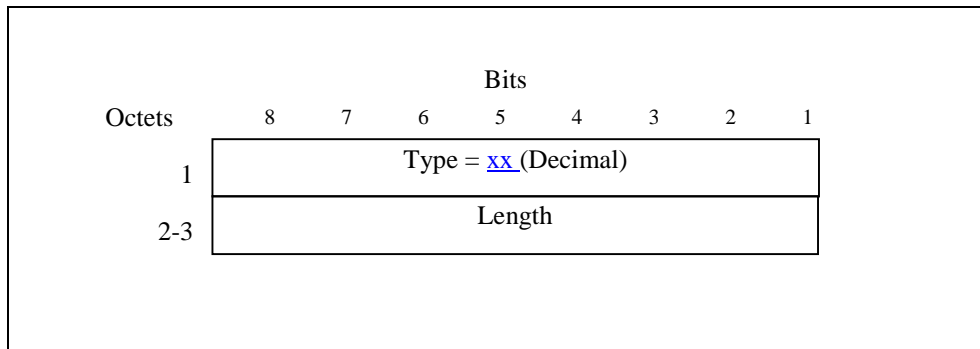 Bits
Octets 8 7 6 5 4 3 2 1
1 Type = xx (Decimal)
2-3 Length